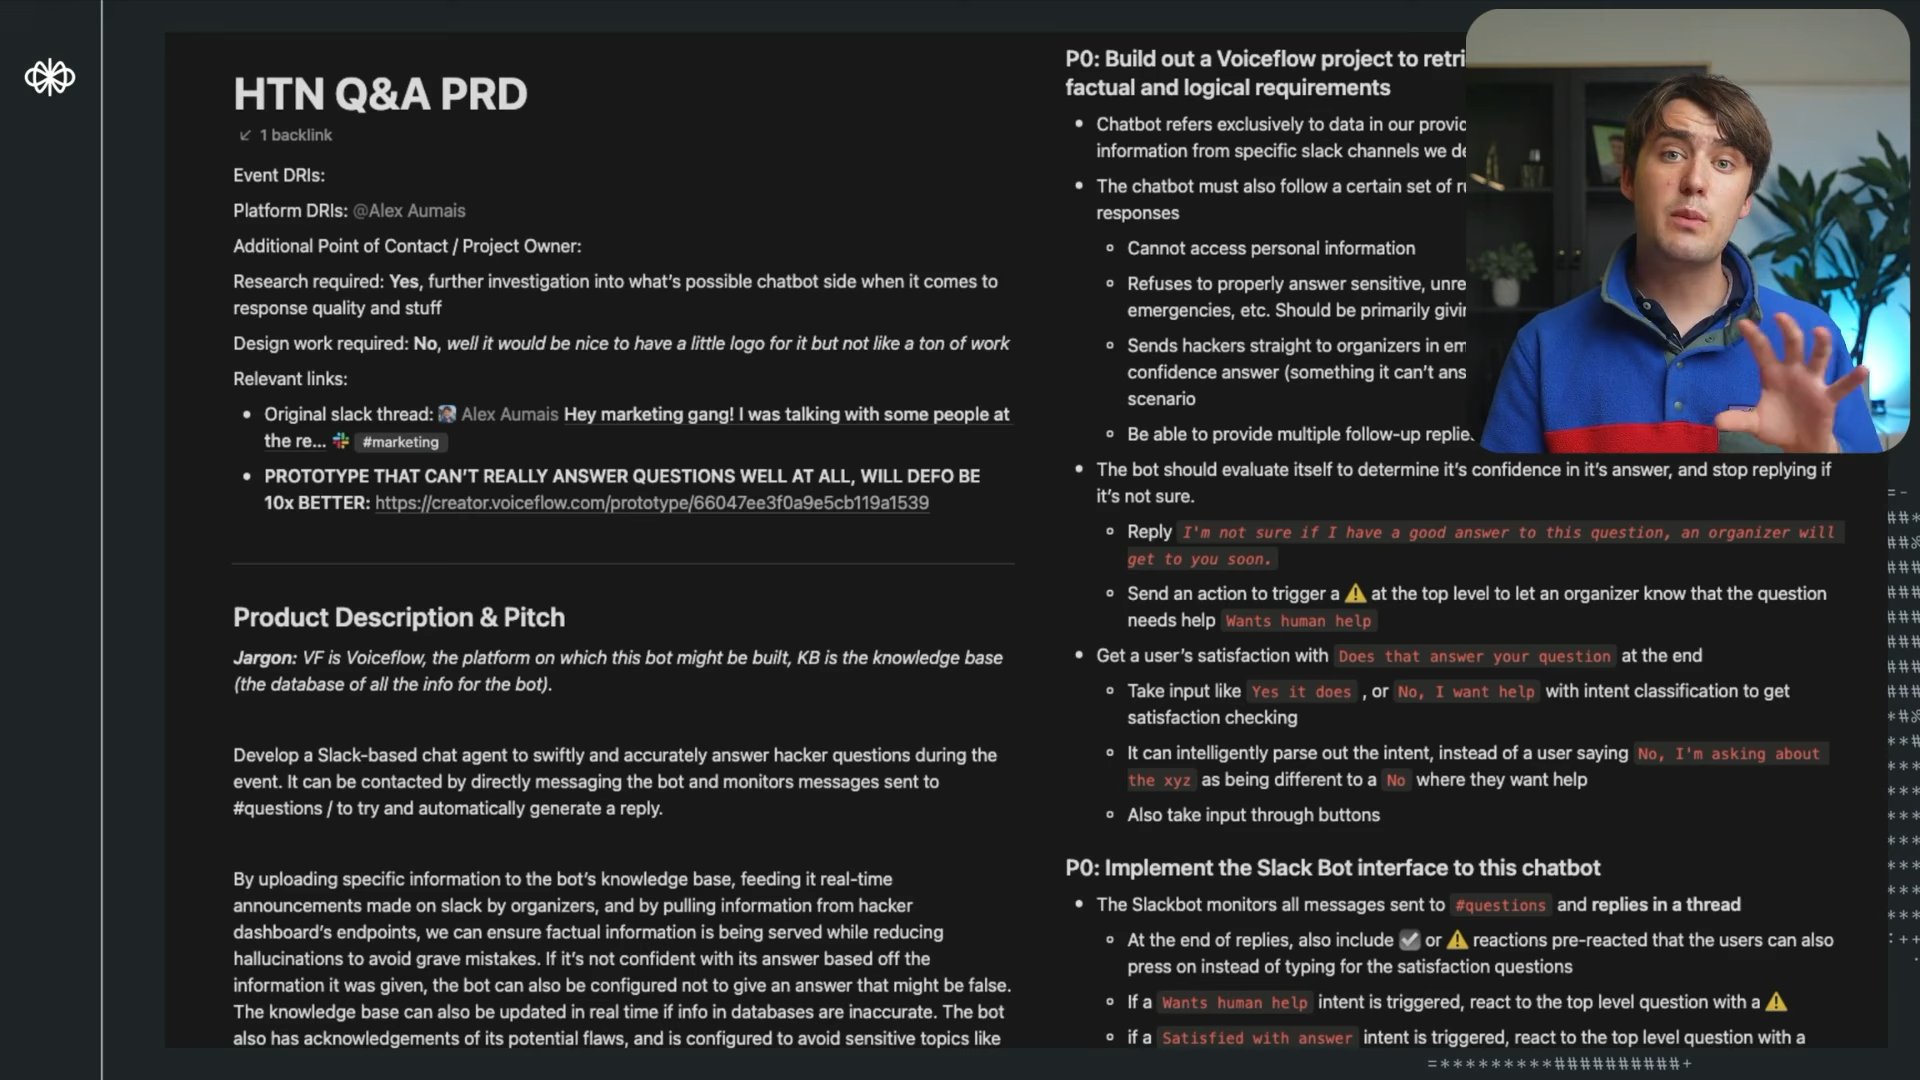 HTN Q&A PRD
1 backlink
Event DRIs:
Platform DRIs: @Alex Aumais
Additional Point of Contact / Project Owner:
Research required: Yes, further investigation into what's possible chatbot side when it comes to
response quality and stuff
Design work required: No, well it would be nice to have a little logo for it but not like a ton of work
Relevant links:
Original slack thread: Alex Aumais Hey marketing gang! I was talking with some people at
the re... #marketing
PROTOTYPE THAT CAN'T REALLY ANSWER QUESTIONS WELL AT ALL, WILL DEFO BE
10x BETTER: https://creator.voiceflow.com/prototype/66047ee3f0a9e5cb119a1539
Product Description & Pitch
Jargon: VF is Voiceflow, the platform on which this bot might be built, KB is the knowledge base
(the database of all the info for the bot).
Develop a Slack-based chat agent to swiftly and accurately answer hacker questions during the
event. It can be contacted by directly messaging the bot and monitors messages sent to
#questions / to try and automatically generate a reply.
By uploading specific information to the bot's knowledge base, feeding it real-time
announcements made on slack by organizers, and by pulling information from hacker
dashboard's endpoints, we can ensure factual information is being served while reducing
hallucinations to avoid grave mistakes. If it's not confident with its answer based off the
information it was given, the bot can also be configured not to give an answer that might be false.
The knowledge base can also be updated in real time if info in databases are inaccurate. The bot
also has acknowledgements of its potential flaws, and is configured to avoid sensitive topics like
P0: Build out a Voiceflow project to retri
factual and logical requirements
Chatbot refers exclusively to data in our provi
information from specific slack channels we de
The chatbot must also follow a certain set of
responses
Cannot access personal information
Refuses to properly answer sensitive, unre
emergencies, etc. Should be primarily givi
Sends hackers straight to organizers in em
confidence answer (something it can't ans
scenario
Be able to provide multiple follow-up replie
The bot should evaluate itself to determine it's confidence in it's answer, and stop replying if
it's not sure.
Reply I'm not sure if I have a good answer to this question, an organizer will
get to you soon.
Send an action to trigger a ⚠️ at the top level to let an organizer know that the question
needs help Wants human help
Get a user's satisfaction with Does that answer your question at the end
Take input like Yes it does , or No, I want help with intent classification to get
satisfaction checking
It can intelligently parse out the intent, instead of a user saying No, I'm asking about
the xyz as being different to a No where they want help
Also take input through buttons
P0: Implement the Slack Bot interface to this chatbot
The Slackbot monitors all messages sent to #questions and replies in a thread
At the end of replies, also include ✅ or ⚠️ reactions pre-reacted that the users can also
press on instead of typing for the satisfaction questions
If a Wants human help intent is triggered, react to the top level question with a ⚠️
if a Satisfied with answer intent is triggered, react to the top level question with a